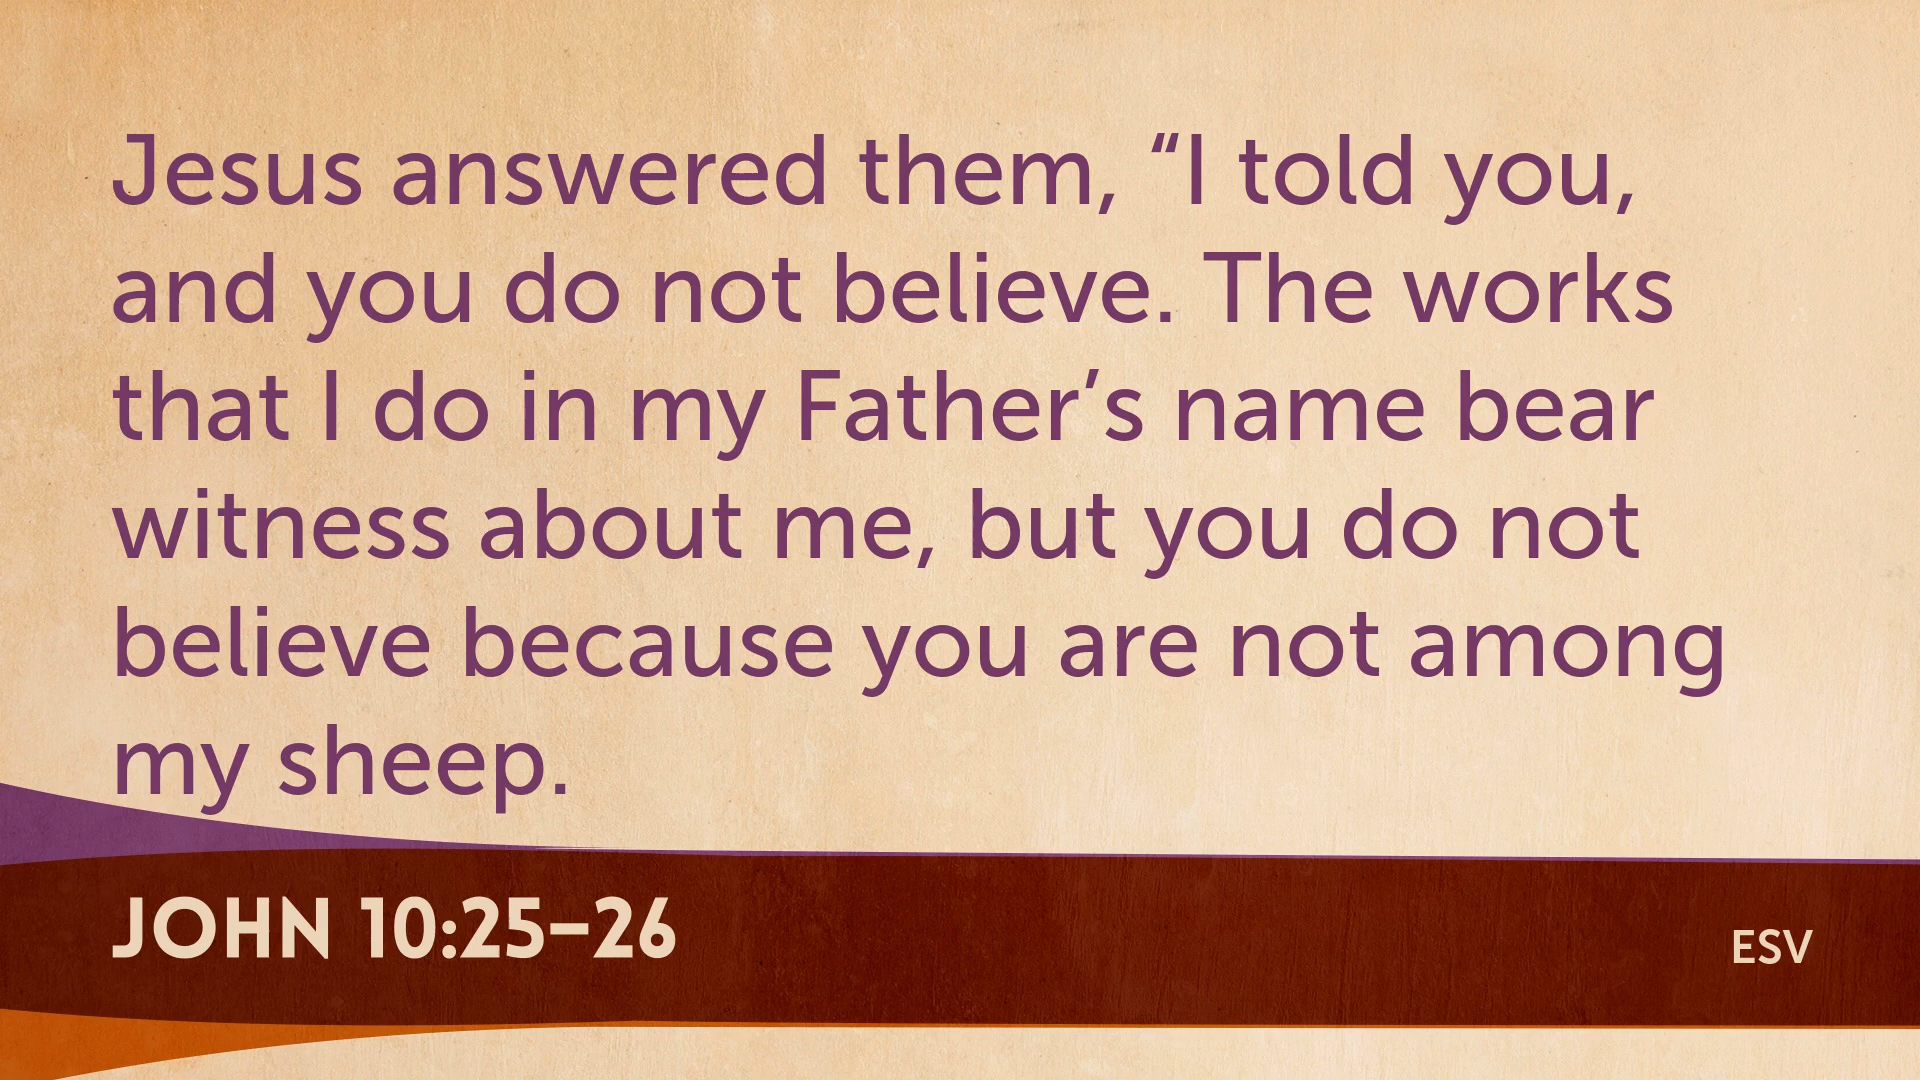 Jesus answered them, “I told you,
and you do not believe. The works
that I do in my Father’s name bear
witness about me, but you do not
believe because you are not among
my sheep.
JOHN 10:25–26
ESV